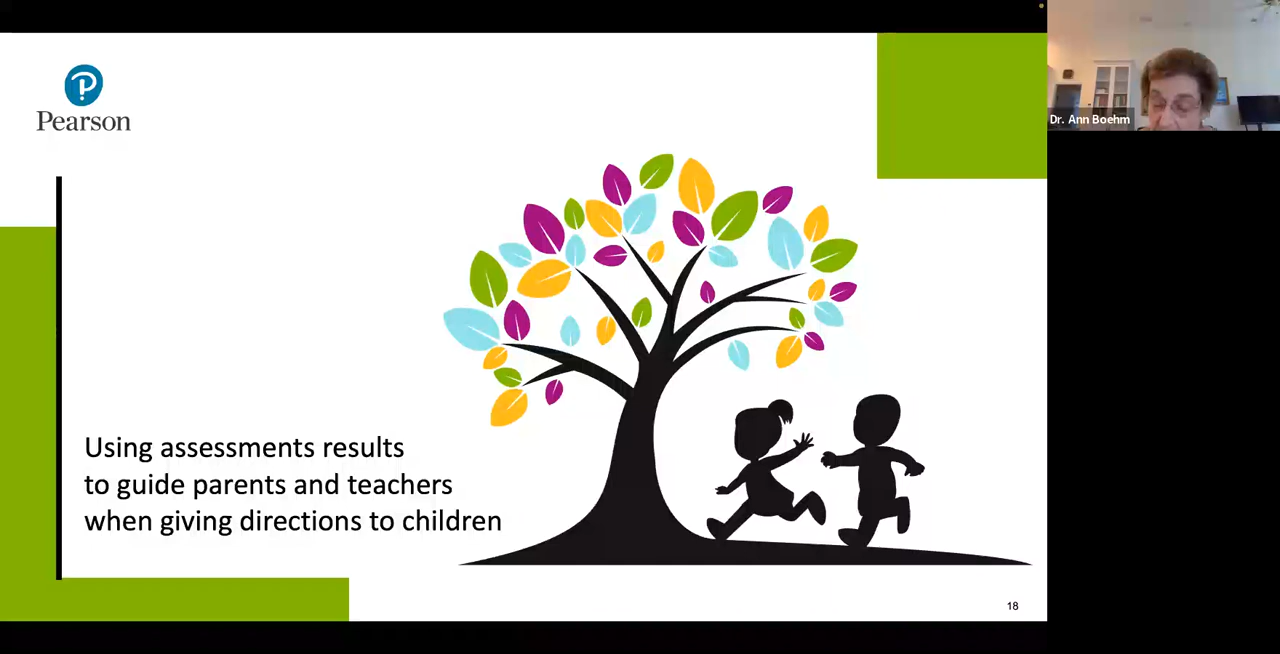 Pearson
Dr. Ann Boehm
Using assessments results
to guide parents and teachers
when giving directions to children
18